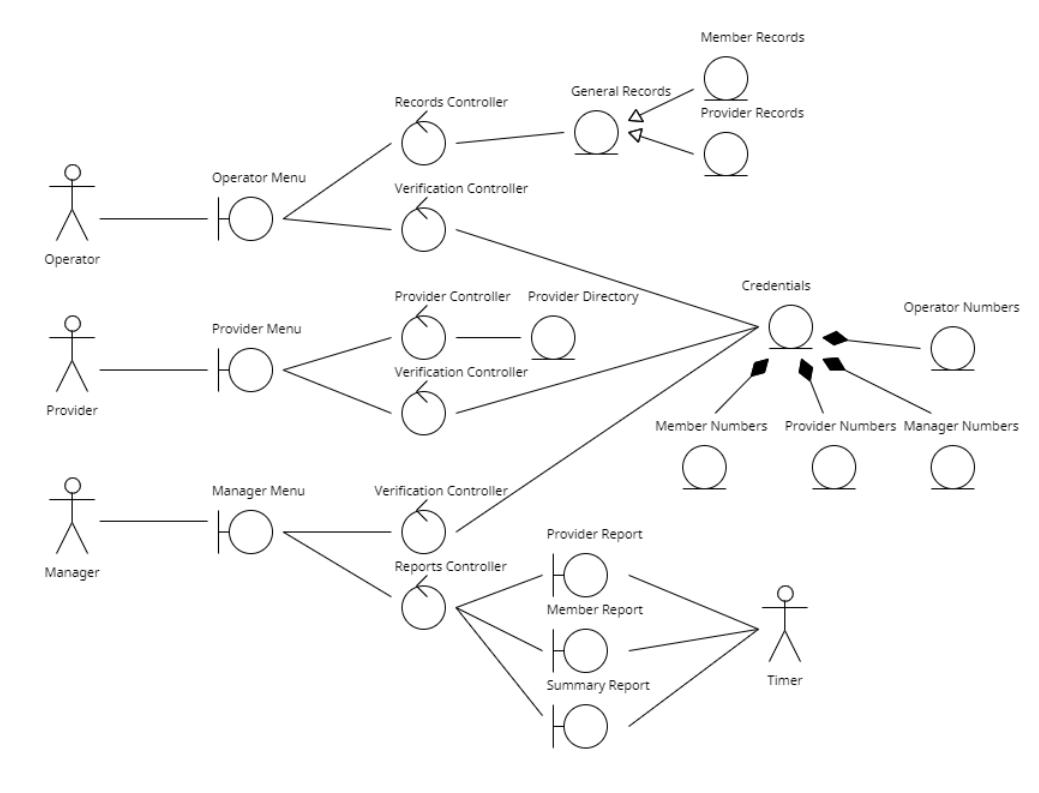 Member Records
General Records
Records Controller
Provider Records
Operator Menu
Verification Controller
Operator
Credentials
Provider Controller
Provider Directory
Operator Numbers
Provider Menu
Verification Controller
Provider
Member Numbers
Provider Numbers
Manager Numbers
Manager Menu
Verification Controller
Provider Report
Manager
Reports Controller
Member Report
Timer
Summary Report